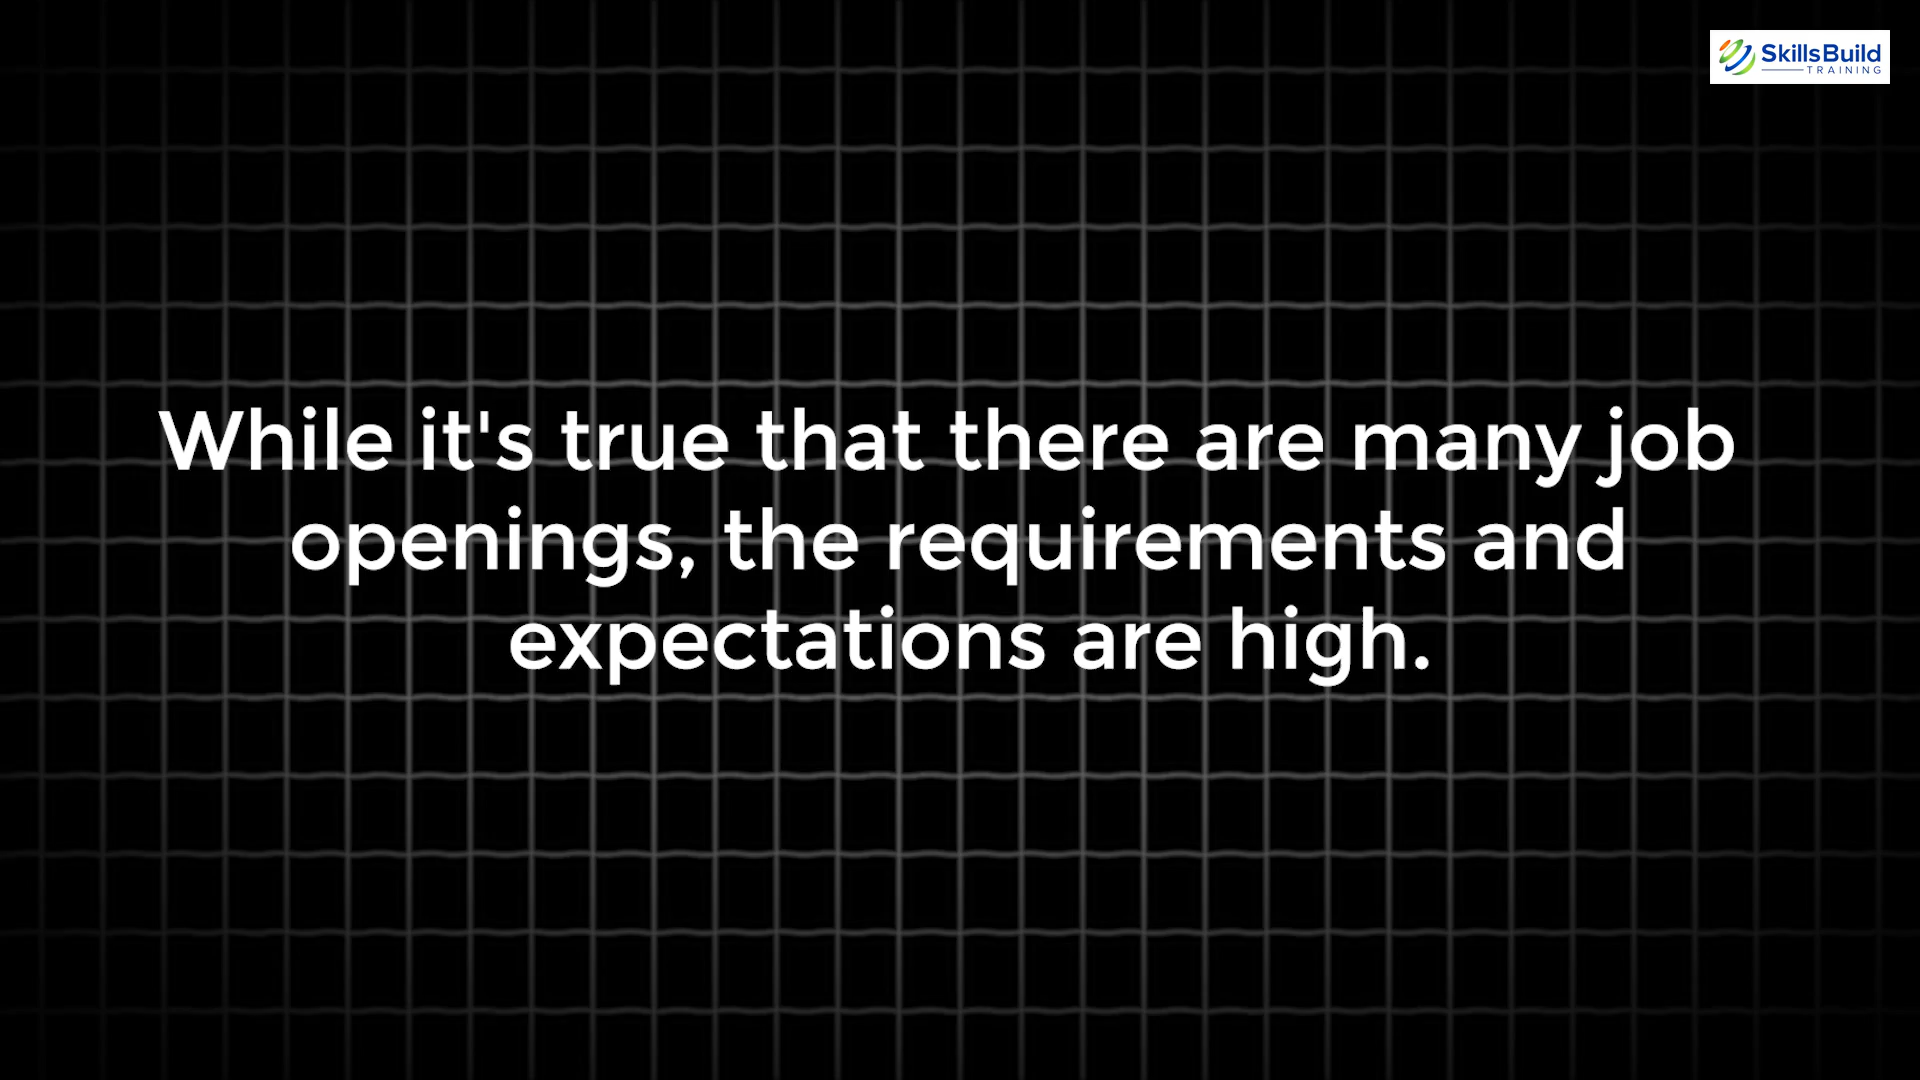 SkillsBuild
TRAINING
While it's true that there are many job
openings, the requirements and
expectations are high.